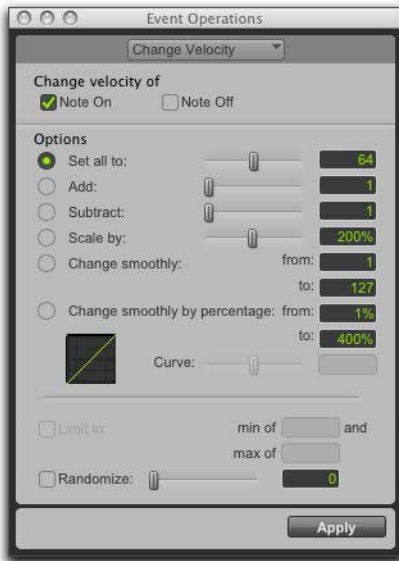 Event Operations
Change Velocity
Change velocity of
Note On Note Off
Options
Set all to: 64
Add: 1
Subtract: 1
Scale by: 200%
Change smoothly: from: 1
to: 127
Change smoothly by percentage: from: 1%
to: 400%
Curve:
Limit to: min of and
max of
Randomize: 0
Apply